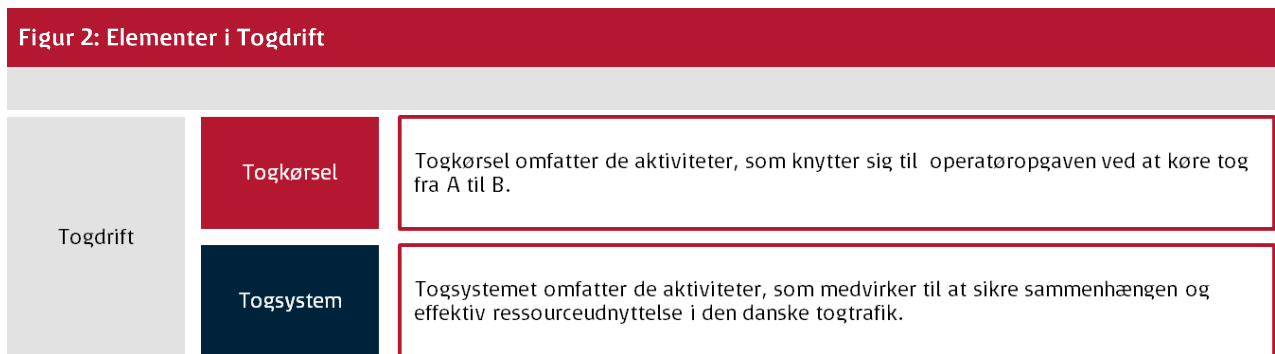 Figur 2: Elementer i Togdrift
Togdrift
Togkørsel
Togkørsel omfatter de aktiviteter, som knytter sig til operatøropgaven ved at køre tog
fra A til B.
Togsystem
Togsystemet omfatter de aktiviteter, som medvirker til at sikre sammenhængen og
effektiv ressourceudnyttelse i den danske togtrafik.